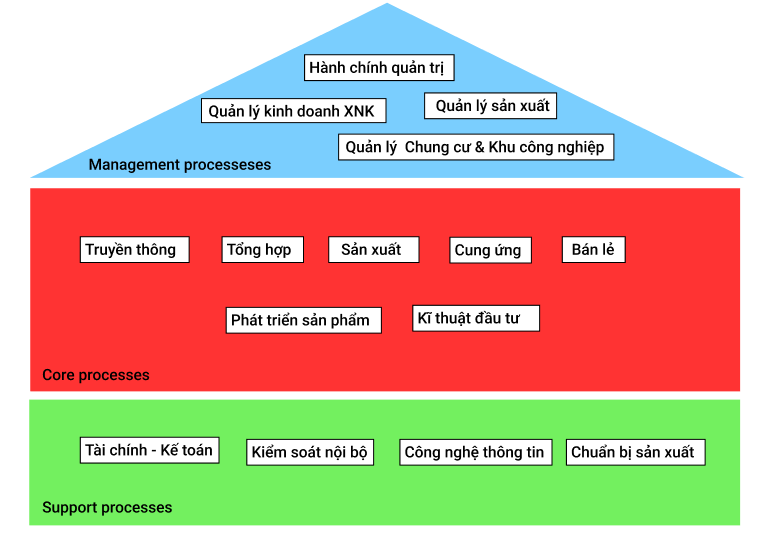 Hành chính quản trị
Quản lý kinh doanh XNK
Quản lý sản xuất
Quản lý Chung cư & Khu công nghiệp
Management processeses
Truyền thông
Tổng hợp
Sản xuất
Cung ứng
Bán lẻ
Phát triển sản phẩm
Kĩ thuật đầu tư
Core processes
Tài chính - Kế toán
Kiểm soát nội bộ
Công nghệ thông tin
Chuẩn bị sản xuất
Support processes